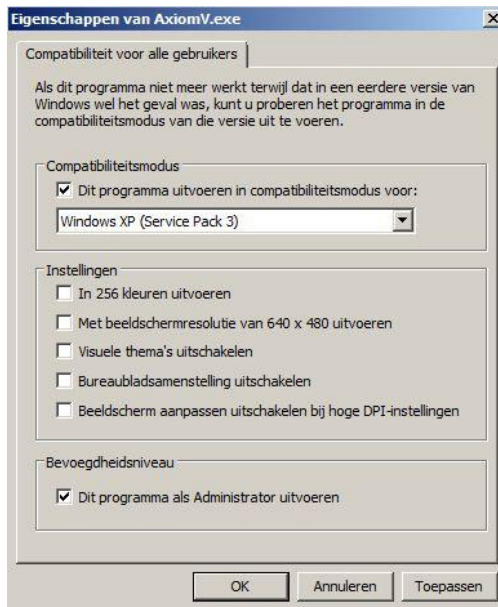 Eigenschappen van AxiomV.exe
Compatibiliteit voor alle gebruikers
Als dit programma niet meer werkt terwijl dat in een eerdere versie van
Windows wel het geval was, kunt u proberen het programma in de
compatibiliteitsmodus van die versie uit te voeren.
Compatibiliteitsmodus
Dit programma uitvoeren in compatibiliteitsmodus voor:
Windows XP (Service Pack 3)
Instellingen
In 256 kleuren uitvoeren
Met beeldschermresolutie van 640 x 480 uitvoeren
Visuele thema's uitschakelen
Bureaubladsamenstelling uitschakelen
Beeldscherm aanpassen uitschakelen bij hoge DPI-instellingen
Bevoegdheidsniveau
Dit programma als Administrator uitvoeren
OK Annuleren Toepassen